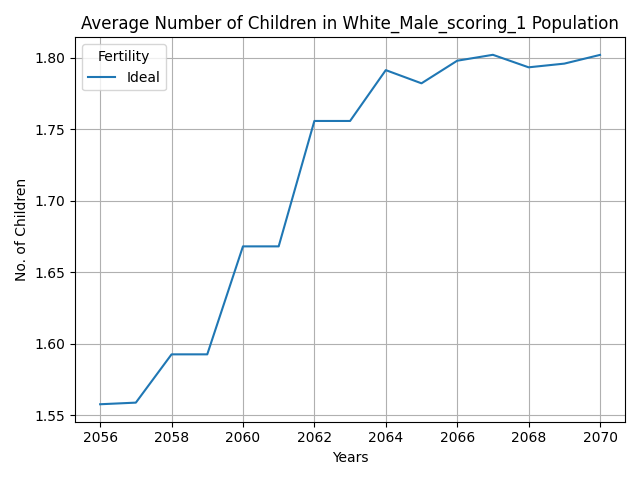 Average Number of Children in White_Male_scoring_1 Population
Fertility
Ideal
No. of Children
1.80
1.75
1.70
1.65
1.60
1.55
2056 2058 2060 2062 2064 2066 2068 2070
Years